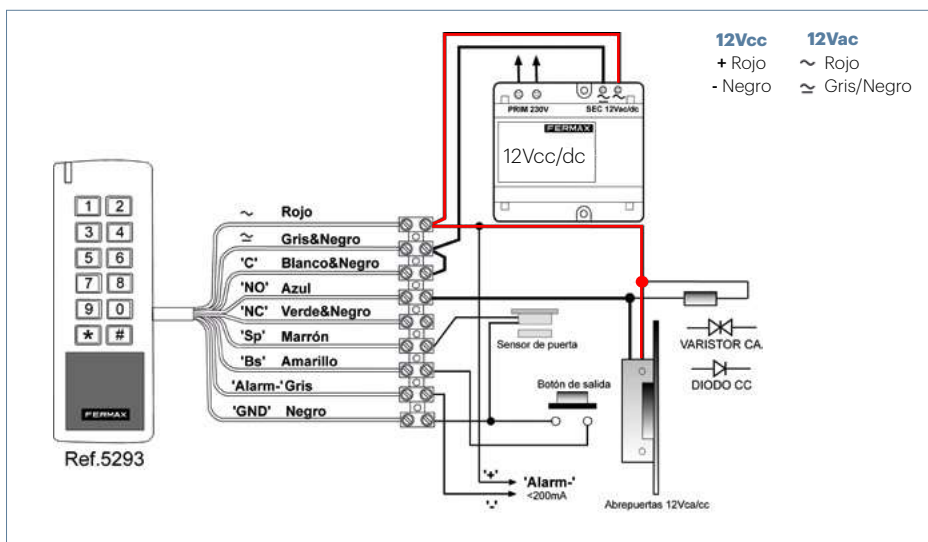 12Vcc 12Vac
+ Rojo ~ Rojo
- Negro ≃ Gris/Negro
PRIM 230V SEC 12Vac/dc
FERMAX
12Vcc/dc
1 2
3 4
5 6
7 8
9 0
* #
FERMAX
Ref.5293
~ Rojo
≃ Gris&Negro
'C' Blanco&Negro
'NO' Azul
'NC' Verde&Negro
'Sp' Marrón
'Bs' Amarillo
'Alarm-' Gris
'GND' Negro
Sensor de puerta
Botón de salida
'+'
'-'
'Alarm-'
<200mA
VARISTOR CA.
DIODO CC
Abrepuertas 12Vca/cc